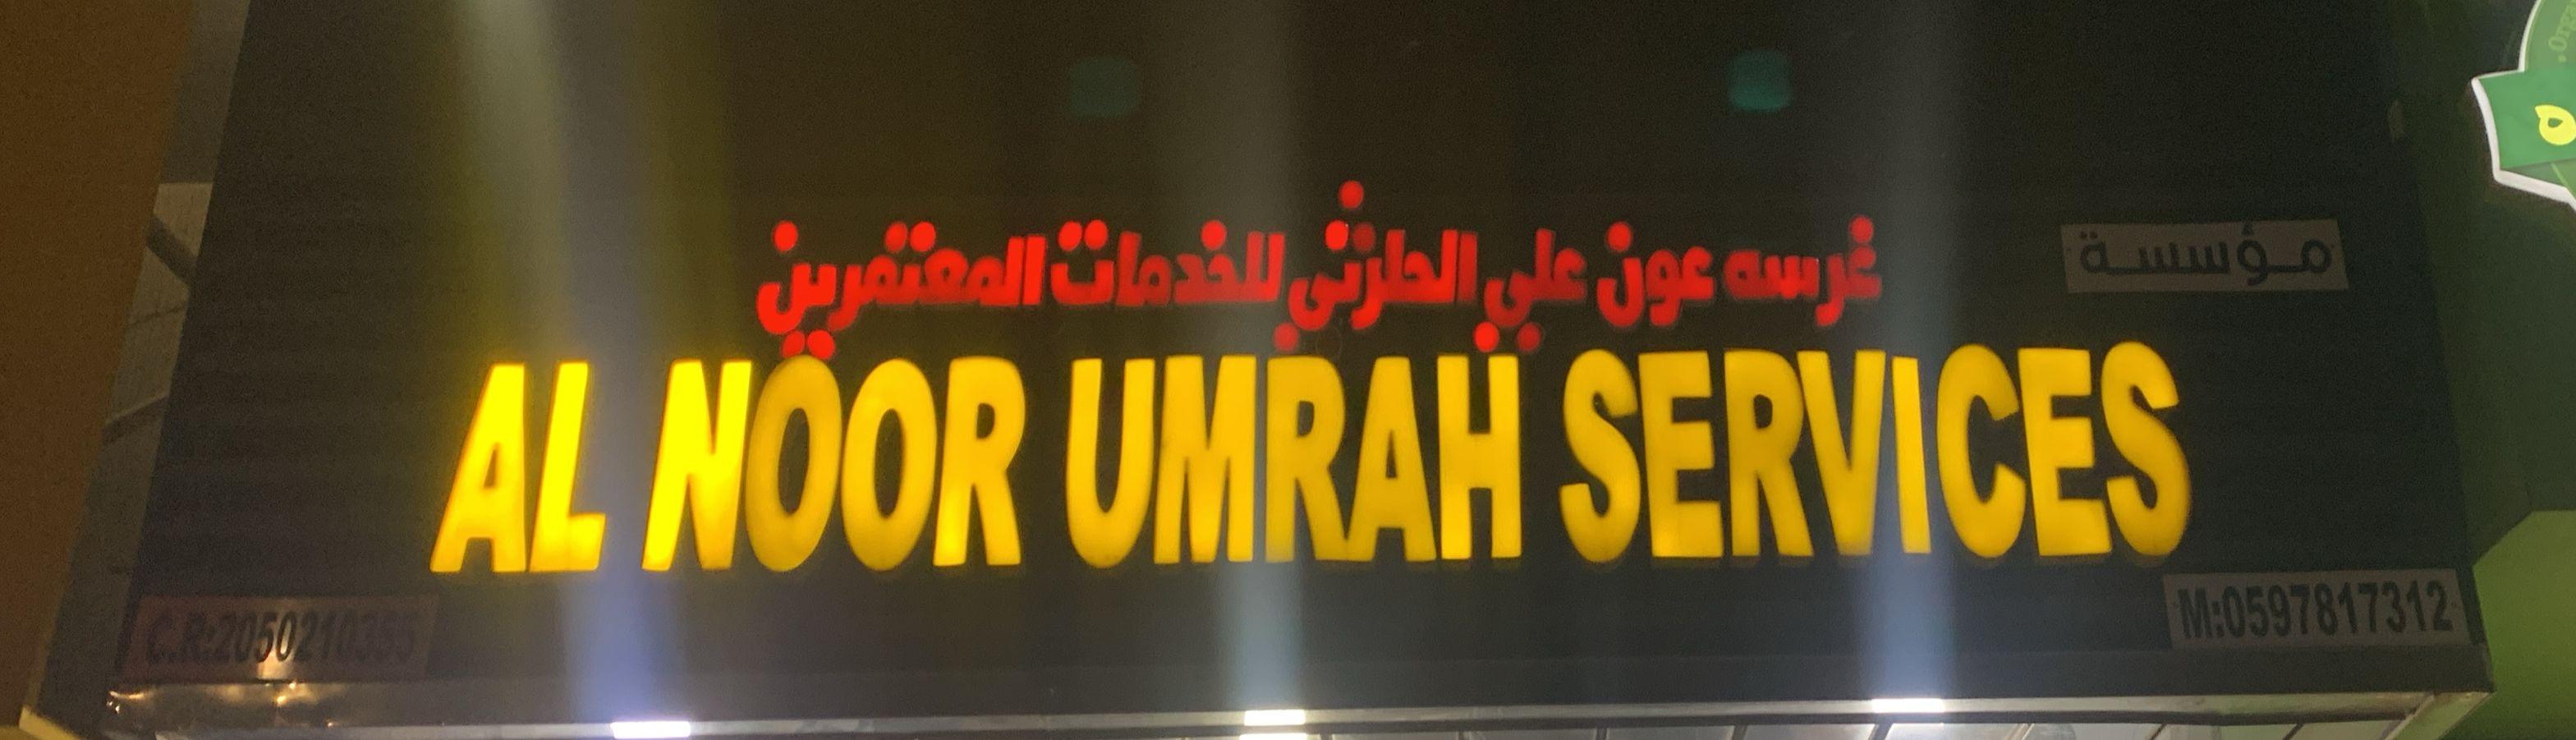 مؤسسة
غرسه عون علي الحارثي للخدمات المعتمرين
AL NOOR UMRAH SERVICES
C.R:2050210355
M:0597817312